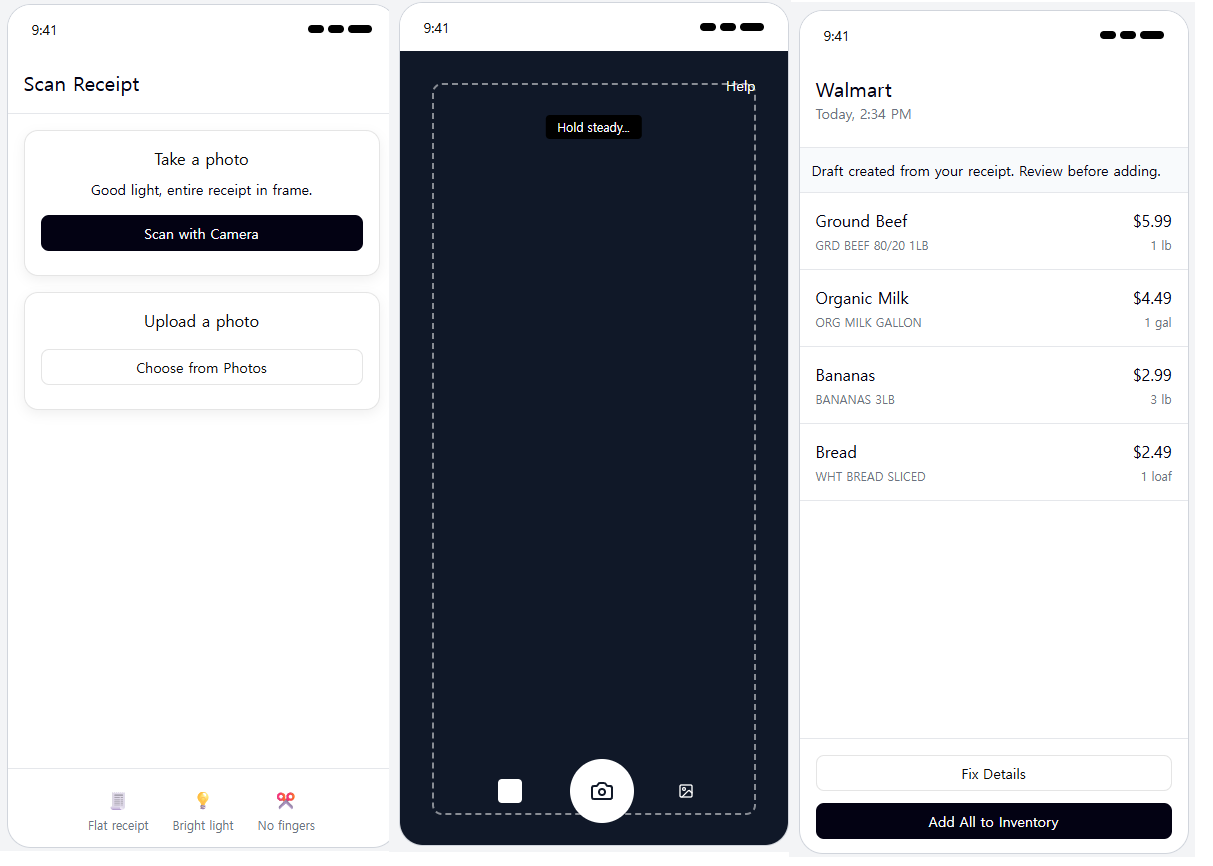 9:41
Scan Receipt
Take a photo
Good light, entire receipt in frame.
Scan with Camera
Upload a photo
Choose from Photos
Flat receipt
Bright light
No fingers
9:41
Help
Hold steady...
9:41
Walmart
Today, 2:34 PM
Draft created from your receipt. Review before adding.
Ground Beef $5.99
GRD BEEF 80/20 1LB 1 lb
Organic Milk $4.49
ORG MILK GALLON 1 gal
Bananas $2.99
BANANAS 3LB 3 lb
Bread $2.49
WHT BREAD SLICED 1 loaf
Fix Details
Add All to Inventory